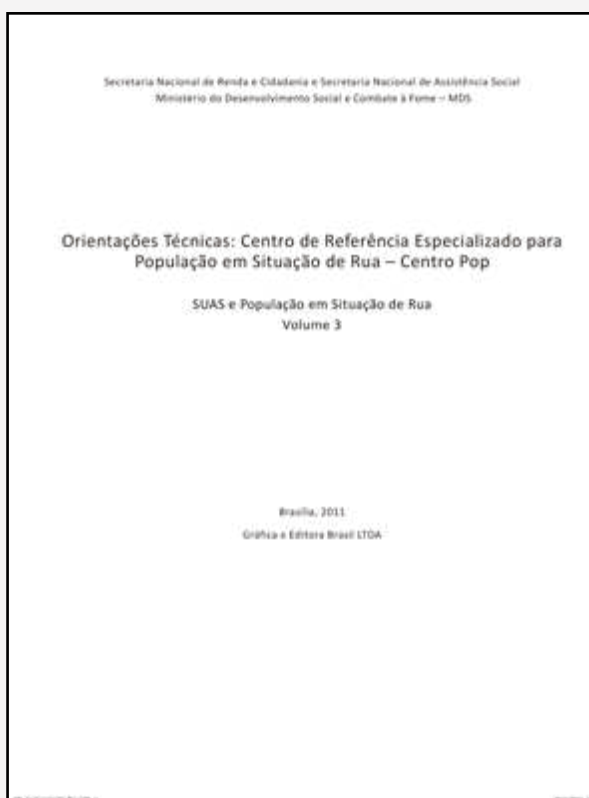 Secretaria Nacional de Renda e Cidadania e Secretaria Nacional de Assistência Social
Ministério do Desenvolvimento Social e Combate à Fome – MDS
Orientações Técnicas: Centro de Referência Especializado para
População em Situação de Rua – Centro Pop
SUAS e População em Situação de Rua
Volume 3
Brasília, 2011
Gráfica e Editora Brasil LTDA